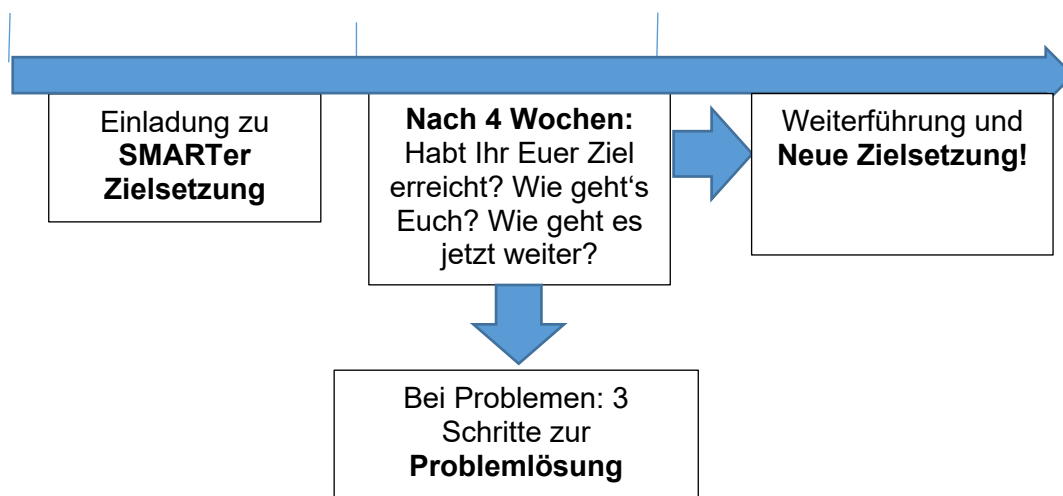 Einladung zu
SMARTer
Zielsetzung
Nach 4 Wochen:
Habt Ihr Euer Ziel
erreicht? Wie geht‘s
Euch? Wie geht es
jetzt weiter?
Weiterführung und
Neue Zielsetzung!
Bei Problemen: 3
Schritte zur
Problemlösung